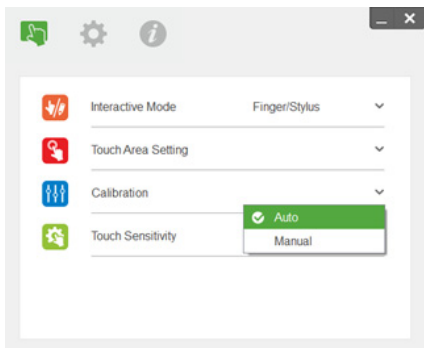 Interactive Mode Finger/Stylus
Touch Area Setting
Calibration
Auto
Touch Sensitivity
Manual